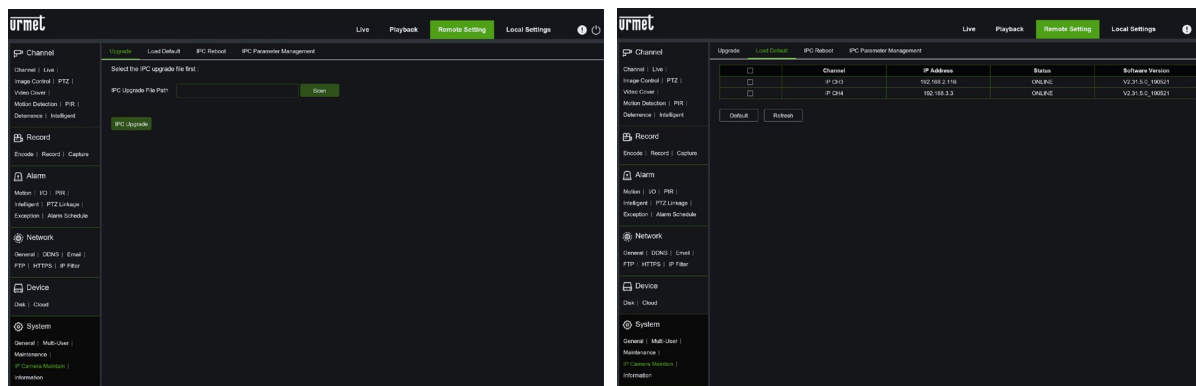 urmet
Live Playback Remote Setting Local Settings
Channel
Channel | Live |
Image Control | PTZ |
Video Cover |
Motion Detection | PIR |
Deterrence | Intelligent
Record
Encode | Record | Capture
Alarm
Motion | I/O | PIR |
Intelligent | PTZ Linkage |
Exception | Alarm Schedule
Network
General | DDNS | Email |
FTP | HTTPS | IP Filter
Device
Disk | Cloud
System
General | Multi-User |
Maintenance |
IP Camera Maintain |
Information
Upgrade Load Default IPC Reboot IPC Parameter Management
Select the IPC upgrade file first :
IPC Upgrade File Path Scan
IPC Upgrade
urmet
Live Playback Remote Setting Local Settings
Channel
Channel | Live |
Image Control | PTZ |
Video Cover |
Motion Detection | PIR |
Deterrence | Intelligent
Record
Encode | Record | Capture
Alarm
Motion | I/O | PIR |
Intelligent | PTZ Linkage |
Exception | Alarm Schedule
Network
General | DDNS | Email |
FTP | HTTPS | IP Filter
Device
Disk | Cloud
System
General | Multi-User |
Maintenance |
IP Camera Maintain |
Information
Upgrade Load Default IPC Reboot IPC Parameter Management
Channel IP Address Status Software Version
IP CH3 192.168.2.116 ONLINE V2.31.5.0_190521
IP CH4 192.168.3.3 ONLINE V2.31.5.0_190521
Default Refresh